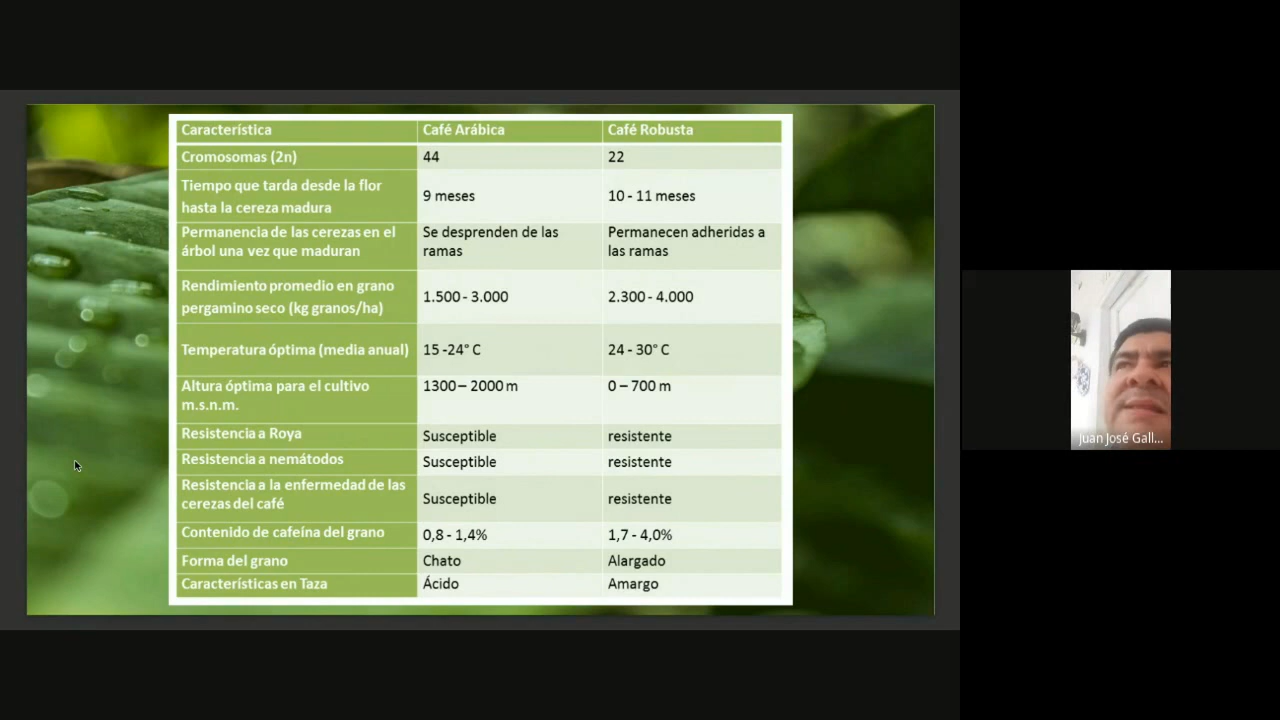 Característica Café Arábica Café Robusta
Cromosomas (2n) 44 22
Tiempo que tarda desde la flor
hasta la cereza madura
9 meses 10 - 11 meses
Permanencia de las cerezas en el
árbol una vez que maduran
Se desprenden de las
ramas
Permanecen adheridas a
las ramas
Rendimiento promedio en grano
pergamino seco (kg granos/ha)
1.500 - 3.000 2.300 - 4.000
Temperatura óptima (media anual) 15 -24° C 24 - 30° C
Altura óptima para el cultivo
m.s.n.m.
1300 – 2000 m 0 – 700 m
Resistencia a Roya Susceptible resistente
Resistencia a nemátodos Susceptible resistente
Resistencia a la enfermedad de las
cerezas del café
Susceptible resistente
Contenido de cafeína del grano 0,8 - 1,4% 1,7 - 4,0%
Forma del grano Chato Alargado
Características en Taza Ácido Amargo
Juan José Gall...